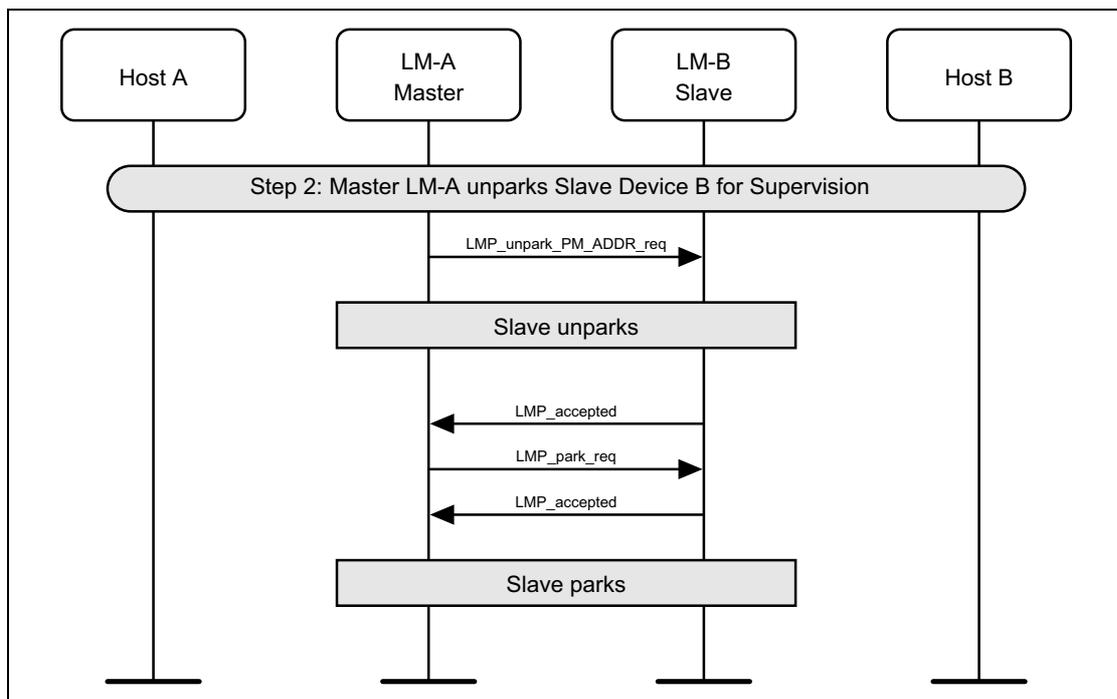 Host A
LM-A
Master
LM-B
Slave
Host B
Step 2: Master LM-A unparks Slave Device B for Supervision
LMP_unpark_PM_ADDR_req
Slave unparks
LMP_accepted
LMP_park_req
LMP_accepted
Slave parks